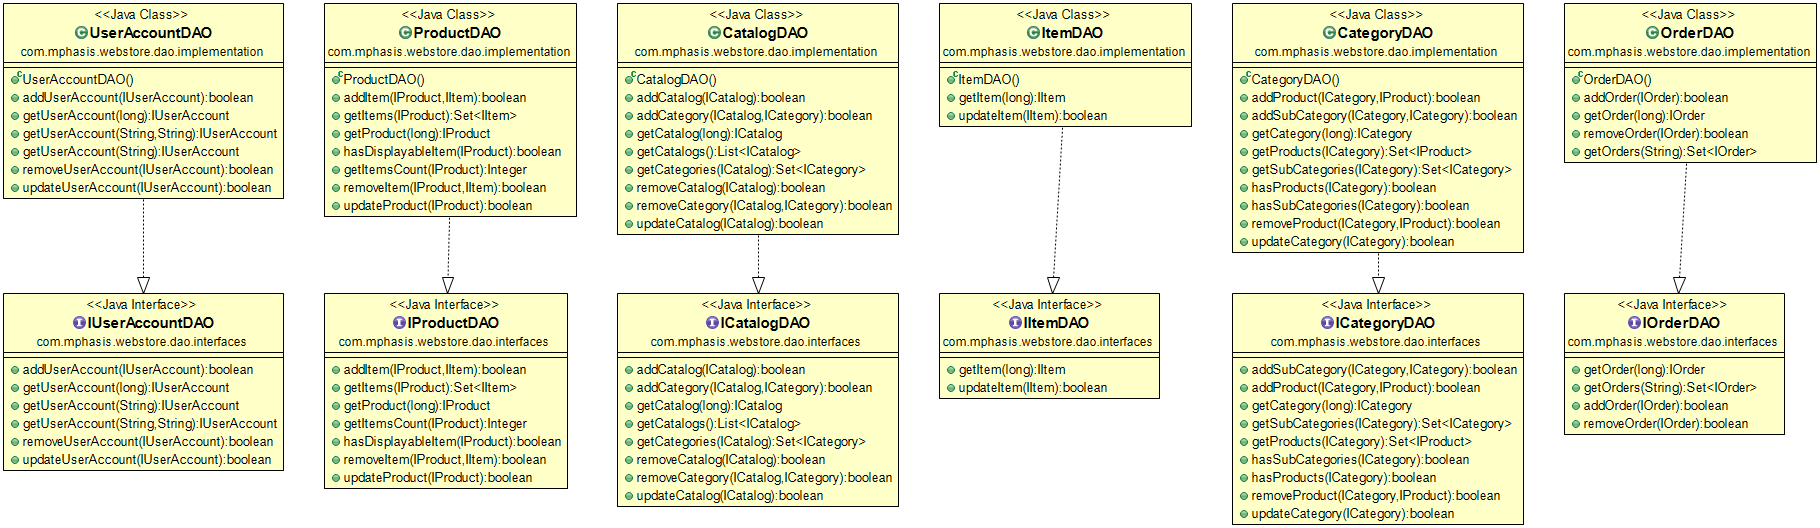 <<Java Class>>
UserAccountDAO
com.mphasis.webstore.dao.implementation
UserAccountDAO()
addUserAccount(IUserAccount):boolean
getUserAccount(long):IUserAccount
getUserAccount(String,String):IUserAccount
getUserAccount(String):IUserAccount
removeUserAccount(IUserAccount):boolean
updateUserAccount(IUserAccount):boolean
<<Java Class>>
ProductDAO
com.mphasis.webstore.dao.implementation
ProductDAO()
addItem(IProduct,IItem):boolean
getItems(IProduct):Set<IItem>
getProduct(long):IProduct
hasDisplayableItem(IProduct):boolean
getItemsCount(IProduct):Integer
removeItem(IProduct,IItem):boolean
updateProduct(IProduct):boolean
<<Java Class>>
CatalogDAO
com.mphasis.webstore.dao.implementation
CatalogDAO()
addCatalog(ICatalog):boolean
addCategory(ICatalog,ICategory):boolean
getCatalog(long):ICatalog
getCatalogs():List<ICatalog>
getCategories(ICatalog):Set<ICategory>
removeCatalog(ICatalog):boolean
removeCategory(ICatalog,ICategory):boolean
updateCatalog(ICatalog):boolean
<<Java Class>>
ItemDAO
com.mphasis.webstore.dao.implementation
ItemDAO()
getItem(long):IItem
updateItem(IItem):boolean
<<Java Class>>
CategoryDAO
com.mphasis.webstore.dao.implementation
CategoryDAO()
addProduct(ICategory,IProduct):boolean
addSubCategory(ICategory,ICategory):boolean
getCategory(long):ICategory
getProducts(ICategory):Set<IProduct>
getSubCategories(ICategory):Set<ICategory>
hasProducts(ICategory):boolean
hasSubCategories(ICategory):boolean
removeProduct(ICategory,IProduct):boolean
updateCategory(ICategory):boolean
<<Java Class>>
OrderDAO
com.mphasis.webstore.dao.implementation
OrderDAO()
addOrder(IOrder):boolean
getOrder(long):IOrder
removeOrder(IOrder):boolean
getOrders(String):Set<IOrder>
<<Java Interface>>
IUserAccountDAO
com.mphasis.webstore.dao.interfaces
addUserAccount(IUserAccount):boolean
getUserAccount(long):IUserAccount
getUserAccount(String):IUserAccount
getUserAccount(String,String):IUserAccount
removeUserAccount(IUserAccount):boolean
updateUserAccount(IUserAccount):boolean
<<Java Interface>>
IProductDAO
com.mphasis.webstore.dao.interfaces
addItem(IProduct,IItem):boolean
getItems(IProduct):Set<IItem>
getProduct(long):IProduct
getItemsCount(IProduct):Integer
hasDisplayableItem(IProduct):boolean
removeItem(IProduct,IItem):boolean
updateProduct(IProduct):boolean
<<Java Interface>>
ICatalogDAO
com.mphasis.webstore.dao.interfaces
addCatalog(ICatalog):boolean
addCategory(ICatalog,ICategory):boolean
getCatalog(long):ICatalog
getCatalogs():List<ICatalog>
getCategories(ICatalog):Set<ICategory>
removeCatalog(ICatalog):boolean
removeCategory(ICatalog,ICategory):boolean
updateCatalog(ICatalog):boolean
<<Java Interface>>
IItemDAO
com.mphasis.webstore.dao.interfaces
getItem(long):IItem
updateItem(IItem):boolean
<<Java Interface>>
ICategoryDAO
com.mphasis.webstore.dao.interfaces
addSubCategory(ICategory,ICategory):boolean
addProduct(ICategory,IProduct):boolean
getCategory(long):ICategory
getSubCategories(ICategory):Set<ICategory>
getProducts(ICategory):Set<IProduct>
hasSubCategories(ICategory):boolean
hasProducts(ICategory):boolean
removeProduct(ICategory,IProduct):boolean
updateCategory(ICategory):boolean
<<Java Interface>>
IOrderDAO
com.mphasis.webstore.dao.interfaces
getOrder(long):IOrder
getOrders(String):Set<IOrder>
addOrder(IOrder):boolean
removeOrder(IOrder):boolean